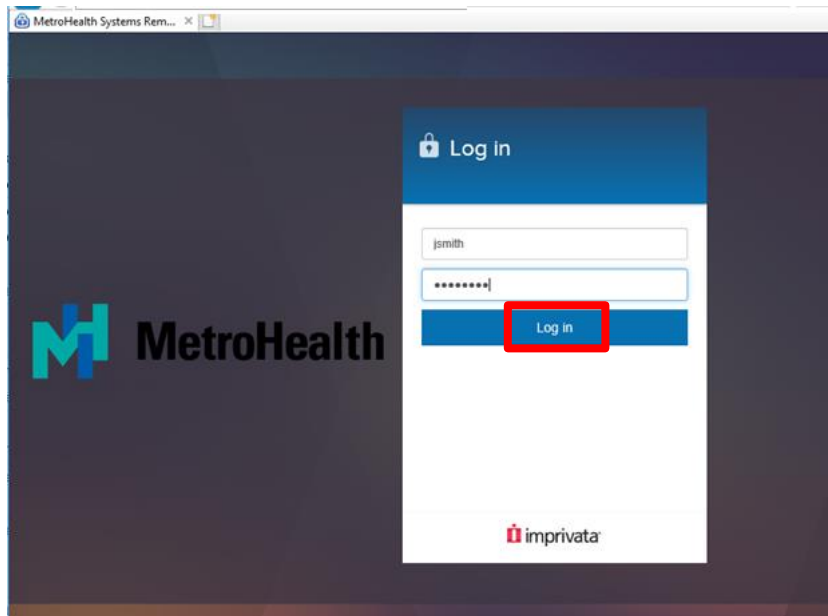 MetroHealth Systems Rem...
Log in
jsmith
••••••••
Log in
MetroHealth
imprivata